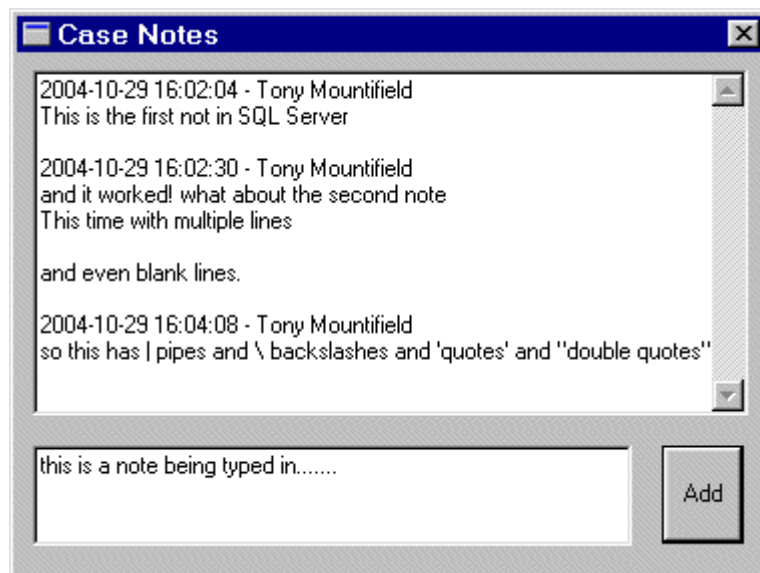 Case Notes
2004-10-29 16:02:04 - Tony Mountifield
This is the first not in SQL Server

2004-10-29 16:02:30 - Tony Mountifield
and it worked! what about the second note
This time with multiple lines

and even blank lines.

2004-10-29 16:04:08 - Tony Mountifield
so this has | pipes and \ backslashes and 'quotes' and "double quotes"
this is a note being typed in.......
Add